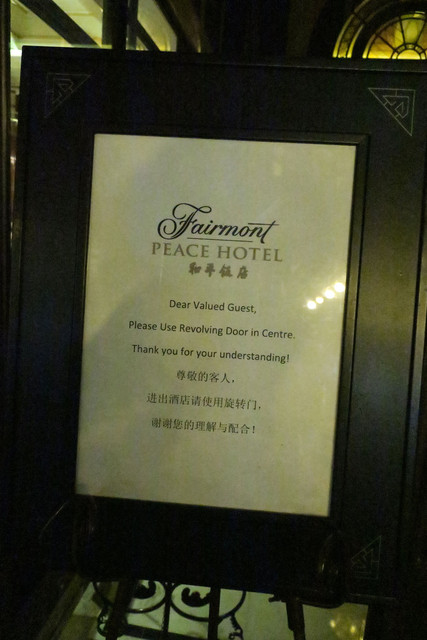 Fairmont
PEACE HOTEL
和平饭店
Dear Valued Guest,
Please Use Revolving Door in Centre.
Thank you for your understanding!
尊敬的客人，
进出酒店请使用旋转门，
谢谢您的理解与配合！